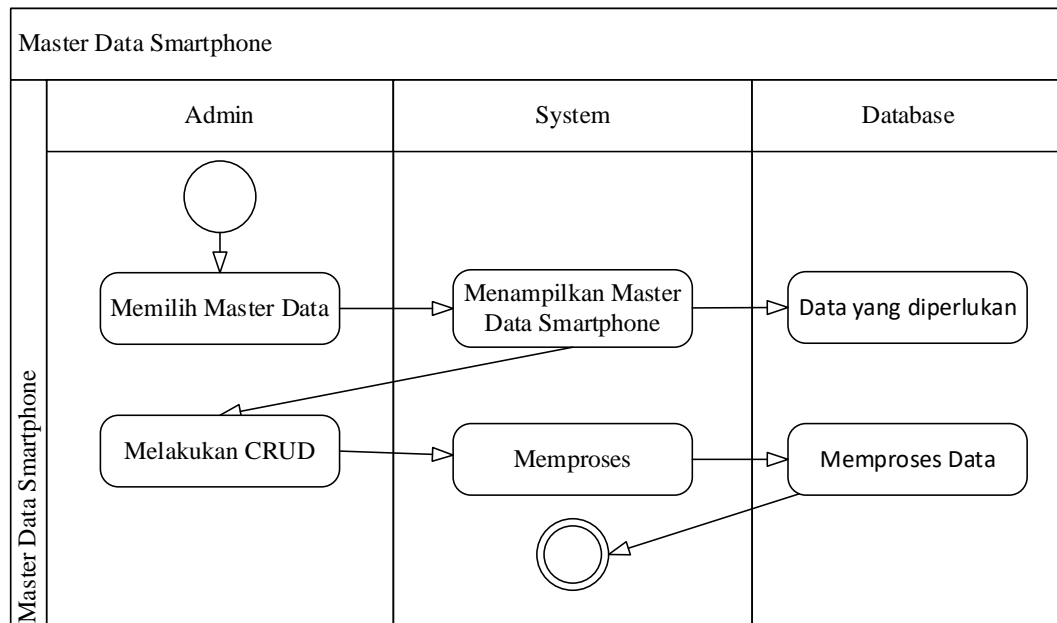 Master Data Smartphone
Admin
System
Database
Master Data Smartphone
Memilih Master Data
Menampilkan Master
Data Smartphone
Data yang diperlukan
Melakukan CRUD
Memproses
Memproses Data